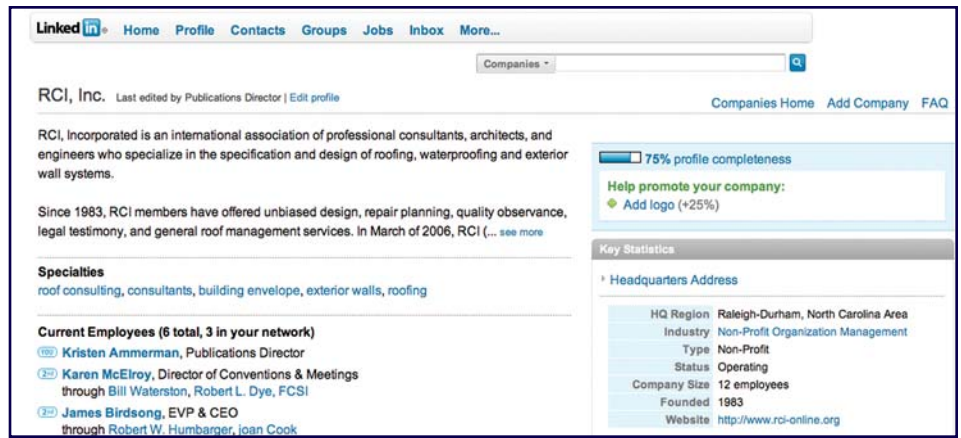 Linked in
Home Profile Contacts Groups Jobs Inbox More...
Companies
RCI, Inc. Last edited by Publications Director | Edit profile
Companies Home Add Company FAQ
RCI, Incorporated is an international association of professional consultants, architects, and
engineers who specialize in the specification and design of roofing, waterproofing and exterior
wall systems.
Since 1983, RCI members have offered unbiased design, repair planning, quality observance,
legal testimony, and general roof management services. In March of 2006, RCI (... see more
Specialties
roof consulting, consultants, building envelope, exterior walls, roofing
Current Employees (6 total, 3 in your network)
YOU Kristen Ammerman, Publications Director
2nd Karen McElroy, Director of Conventions & Meetings
through Bill Waterston, Robert L. Dye, FCSI
2nd James Birdsong, EVP & CEO
through Robert W. Humbarger, joan Cook
75% profile completeness
Help promote your company:
Add logo (+25%)
Key Statistics
Headquarters Address
HQ Region Raleigh-Durham, North Carolina Area
Industry Non-Profit Organization Management
Type Non-Profit
Status Operating
Company Size 12 employees
Founded 1983
Website http://www.rci-online.org